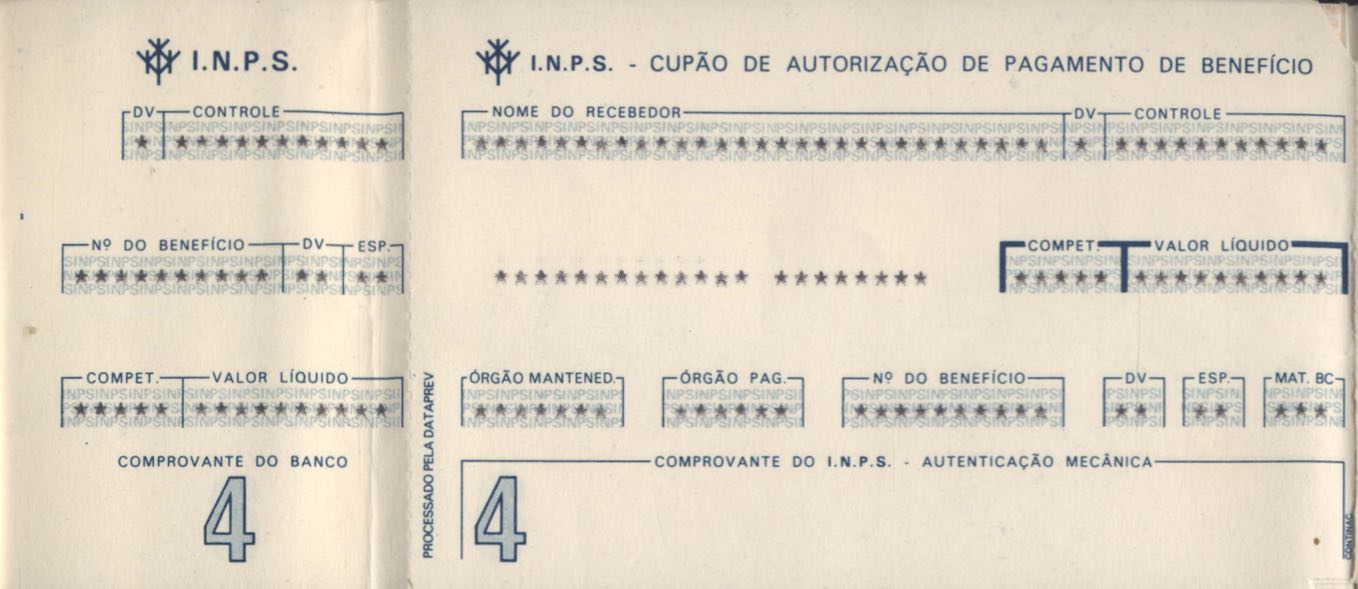 I.N.P.S.
DV CONTROLE
* * * * * * * * * * * *
Nº DO BENEFÍCIO DV ESP.
* * * * * * * * * * * * * *
COMPET. VALOR LÍQUIDO
* * * * * * * * * * * * * * *
COMPROVANTE DO BANCO
4
PROCESSADO PELA DATAPREV
I.N.P.S. - CUPÃO DE AUTORIZAÇÃO DE PAGAMENTO DE BENEFÍCIO
NOME DO RECEBEDOR DV CONTROLE
* * * * * * * * * * * * * * * * * * * * * * * * * * * * * * * * * * * * * * * * *
COMPET. VALOR LÍQUIDO
* * * * * * * * * * * * * * * * * * * * * * * * * * * * * * * * * * * *
ÓRGÃO MANTENED. ÓRGÃO PAG. Nº DO BENEFÍCIO DV ESP. MAT. BC
* * * * * * * * * * * * * * * * * * * * * * * * * * * * * *
COMPROVANTE DO I.N.P.S. - AUTENTICAÇÃO MECÂNICA
4
CONTINAC